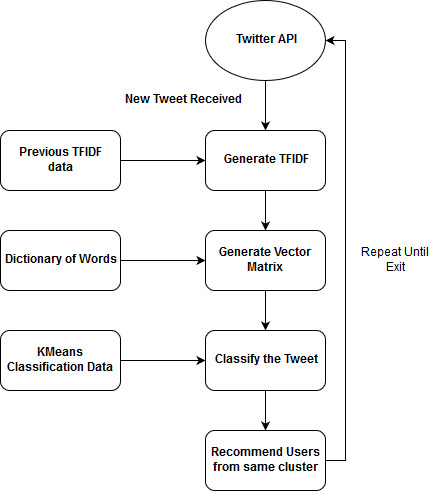 Twitter API
New Tweet Received
Previous TFIDF
data
Generate TFIDF
Dictionary of Words
Generate Vector
Matrix
Repeat Until
Exit
KMeans
Classification Data
Classify the Tweet
Recommend Users
from same cluster